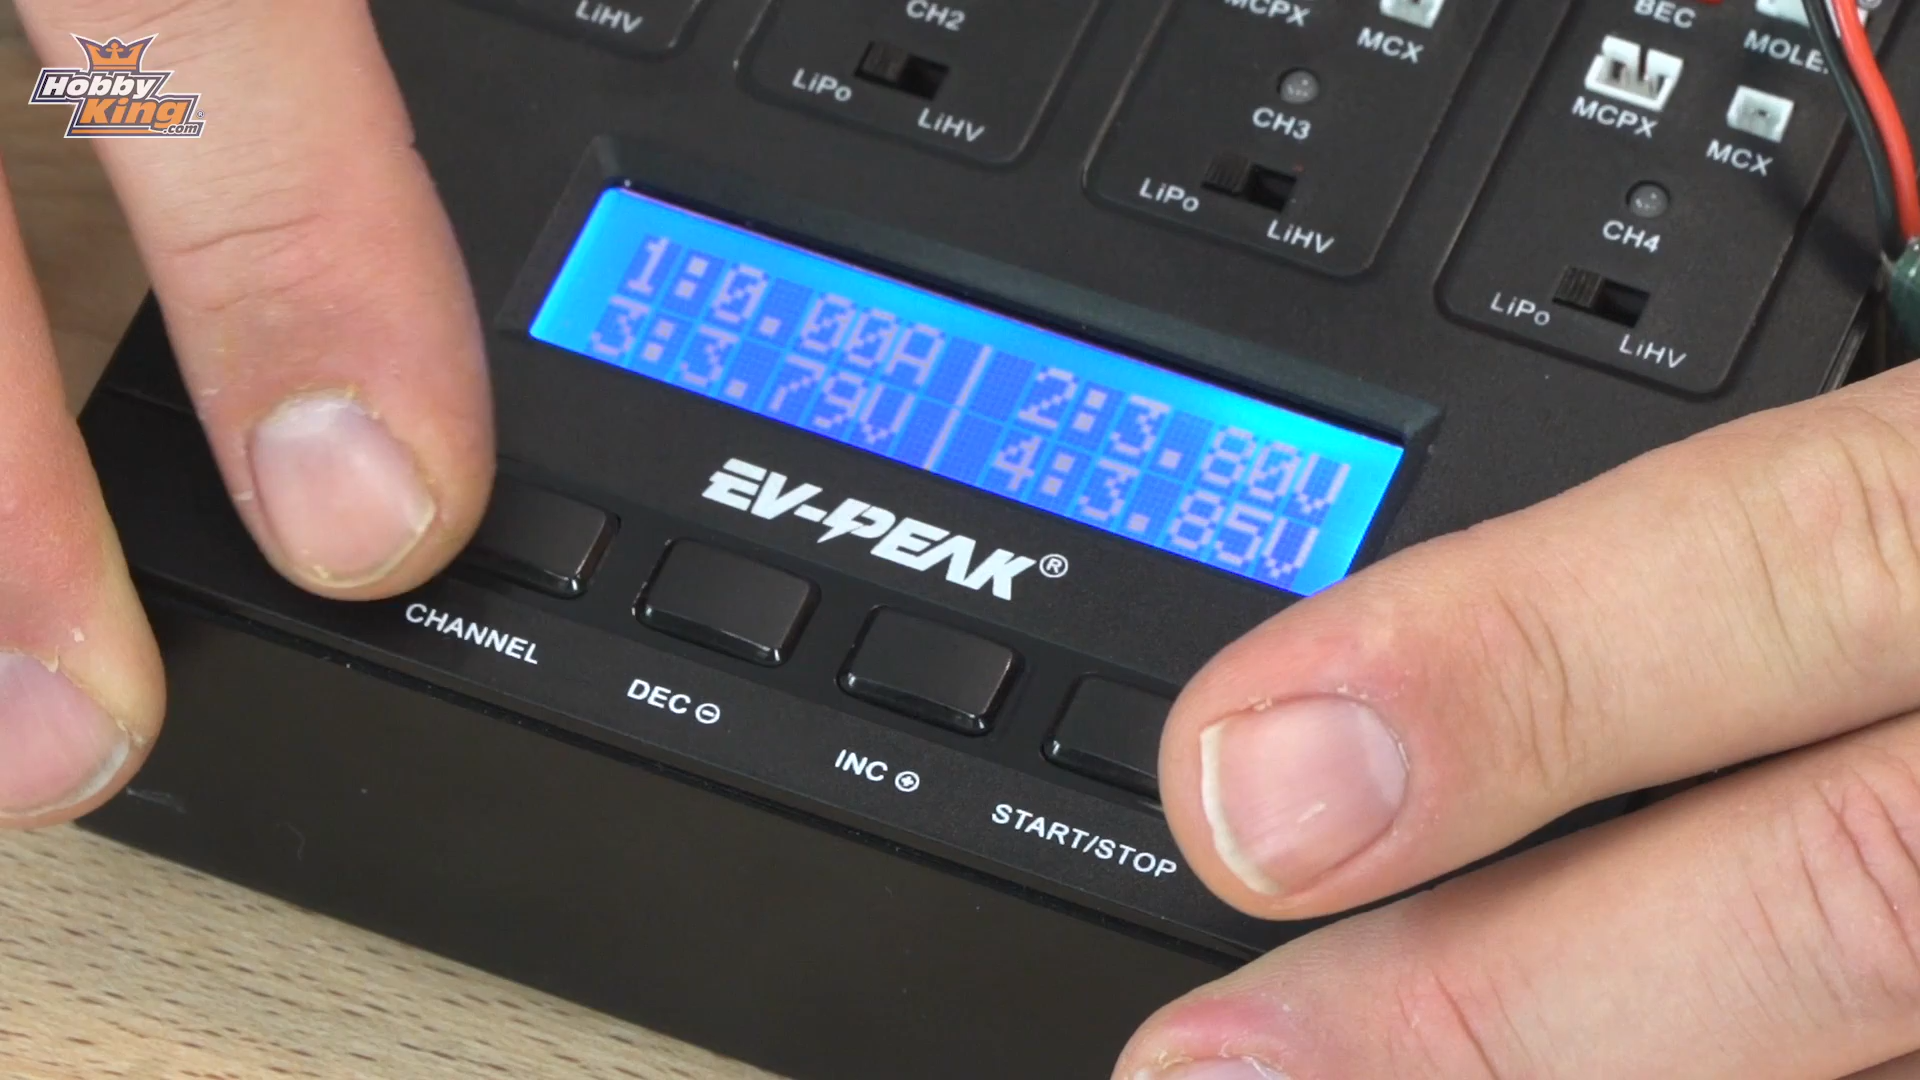 Hobby
King
.com
LiHV
CH2
LiPo
LiHV
MCPX
MCX
CH3
LiPo
LiHV
BEC
MCPX
MCX
CH4
LiPo
LiHV
1:0.00A| 2:3.80V
3:3.79V| 4:3.85V
EV-PEAK®
CHANNEL
DEC ⊖
INC ⊕
START/STOP